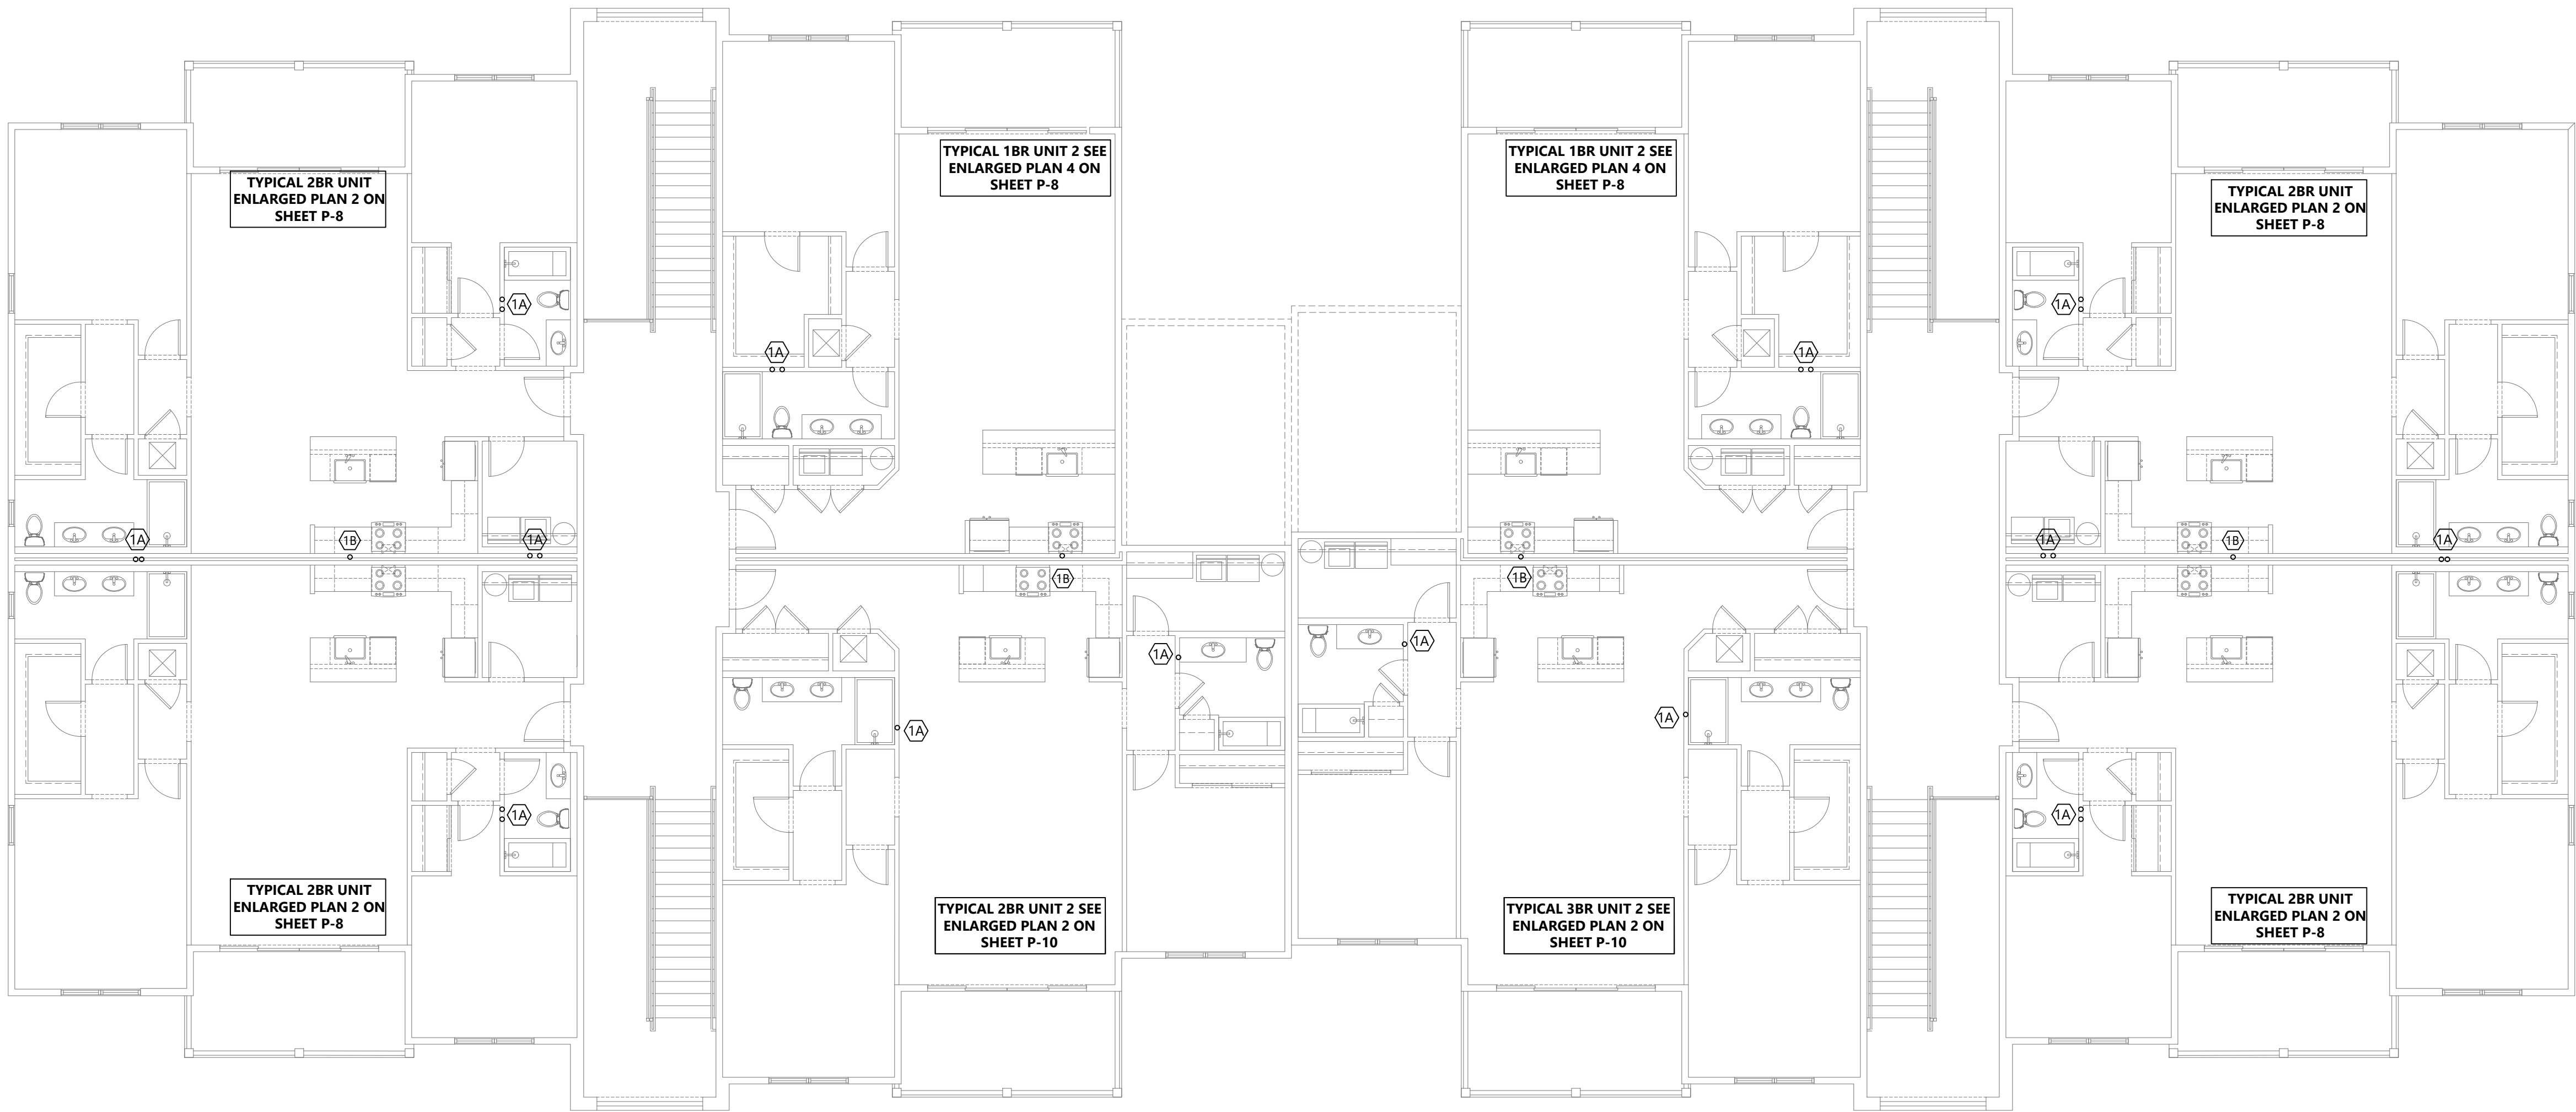 TYPICAL 1BR UNIT 2 SEE
ENLARGED PLAN 4 ON
SHEET P-8
TYPICAL 1BR UNIT 2 SEE
ENLARGED PLAN 4 ON
SHEET P-8
TYPICAL 2BR UNIT
ENLARGED PLAN 2 ON
SHEET P-8
TYPICAL 2BR UNIT
ENLARGED PLAN 2 ON
SHEET P-8
1A
1A
1A
1A
1A
1B
1A
1A
1B
1A
1B
1B
1A
1A
1A
1A
1A
1A
TYPICAL 2BR UNIT
ENLARGED PLAN 2 ON
SHEET P-8
TYPICAL 2BR UNIT 2 SEE
ENLARGED PLAN 2 ON
SHEET P-10
TYPICAL 3BR UNIT 2 SEE
ENLARGED PLAN 2 ON
SHEET P-10
TYPICAL 2BR UNIT
ENLARGED PLAN 2 ON
SHEET P-8